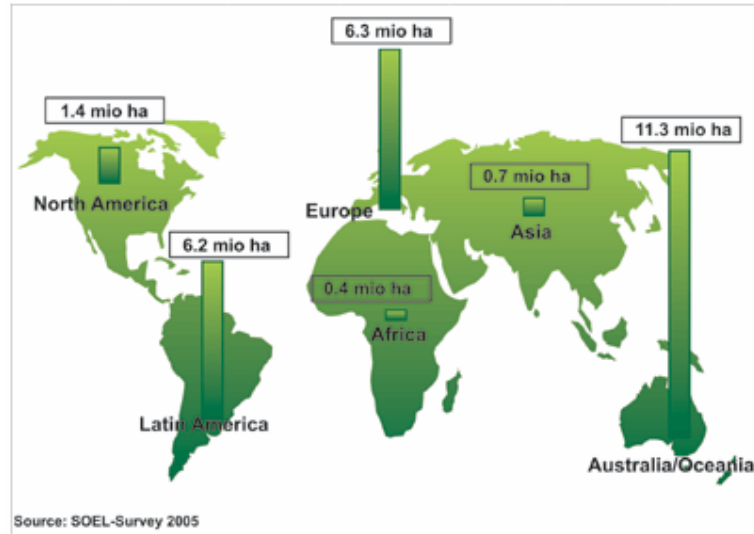 6.3 mio ha
1.4 mio ha
11.3 mio ha
0.7 mio ha
North America
Europe
Asia
6.2 mio ha
0.4 mio ha
Africa
Latin America
Australia/Oceania
Source: SOEL-Survey 2005